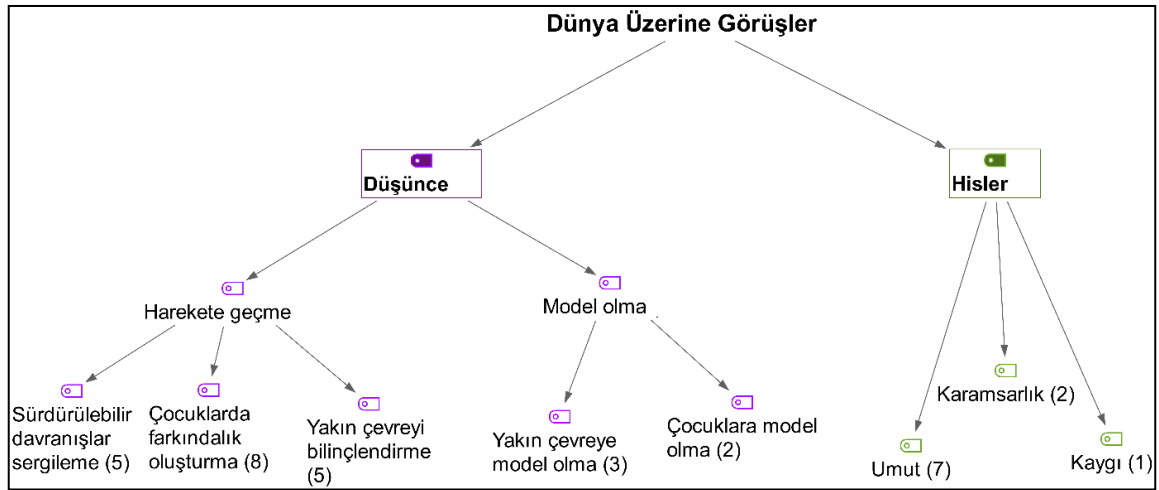 Dünya Üzerine Görüşler
Düşünce
Hisler
Harekete geçme
Model olma
Sürdürülebilir
davranışlar
sergileme (5)
Çocuklarda
farkındalık
oluşturma (8)
Yakın çevreyi
bilinçlendirme
(5)
Yakın çevreye
model olma (3)
Çocuklara model
olma (2)
Karamsarlık (2)
Umut (7)
Kaygı (1)